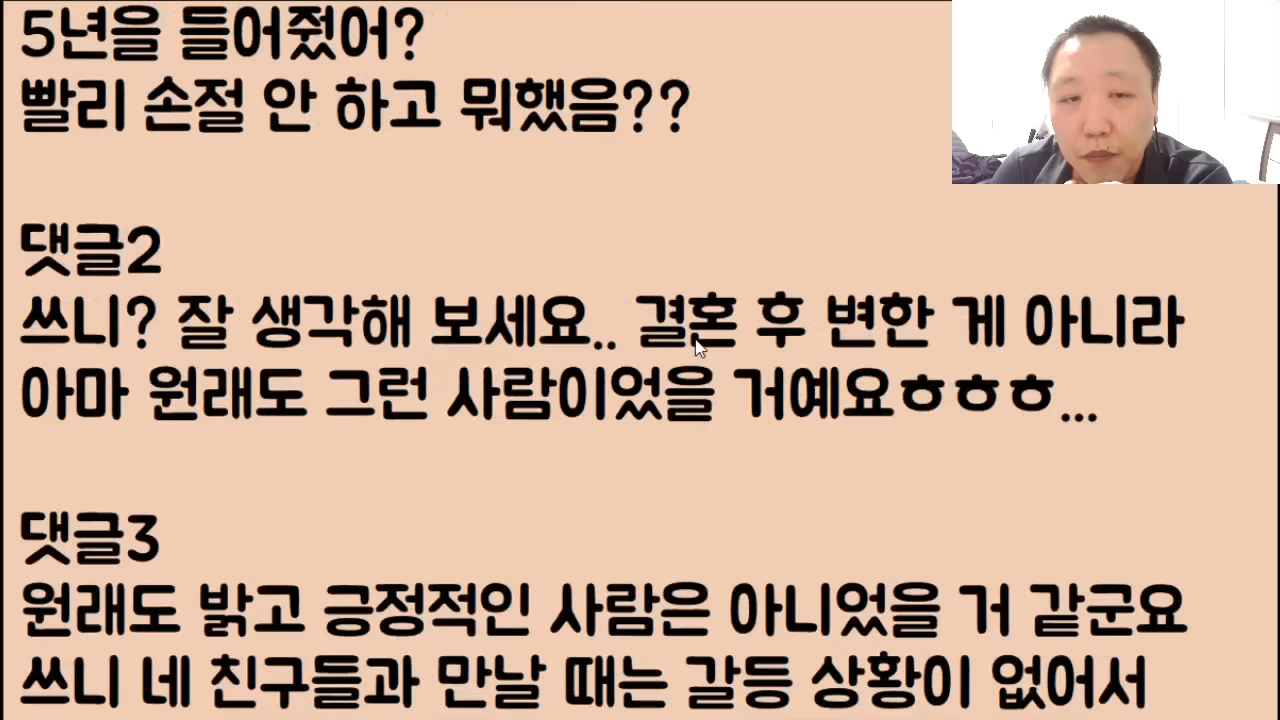 5년을 들어줬어?
빨리 손절 안 하고 뭐했음??
댓글2
쓰니? 잘 생각해 보세요.. 결혼 후 변한 게 아니라
아마 원래도 그런 사람이었을 거예요ㅎㅎㅎ...
댓글3
원래도 밝고 긍정적인 사람은 아니었을 거 같군요
쓰니 네 친구들과 만날 때는 갈등 상황이 없어서